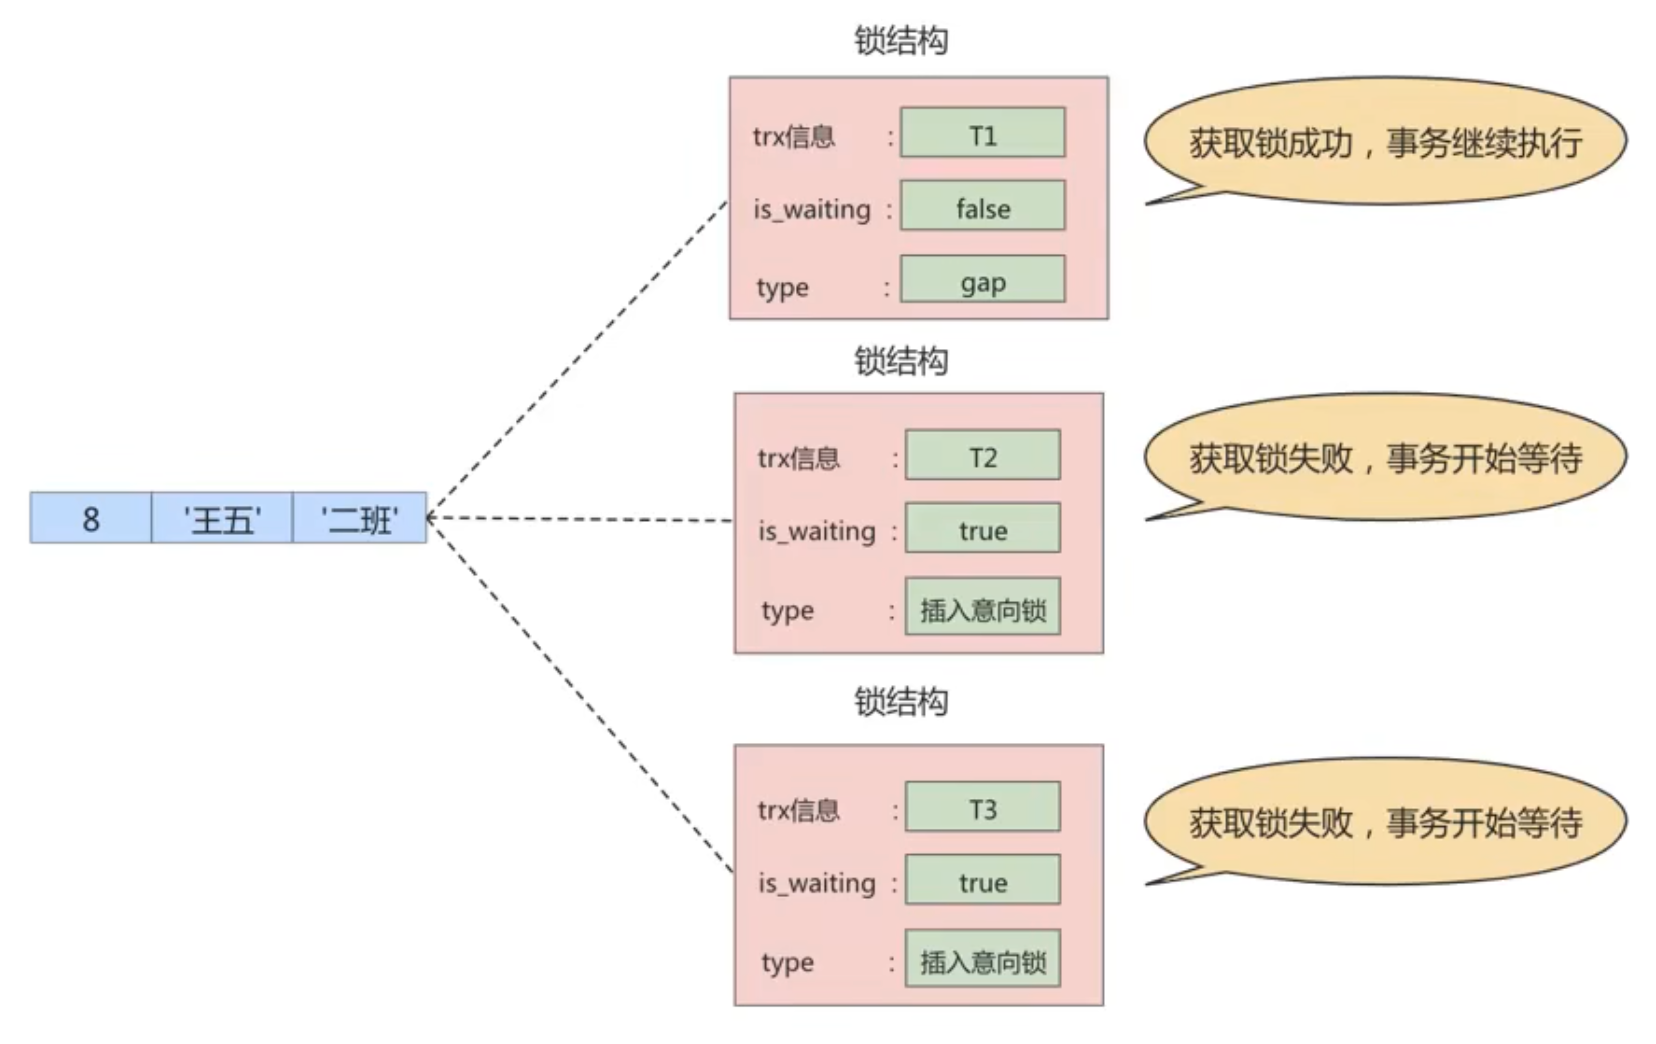 锁结构
trx信息 : T1
is_waiting : false
type : gap
获取锁成功，事务继续执行
锁结构
trx信息 : T2
is_waiting : true
type : 插入意向锁
获取锁失败，事务开始等待
8 '王五' '二班'
锁结构
trx信息 : T3
is_waiting : true
type : 插入意向锁
获取锁失败，事务开始等待